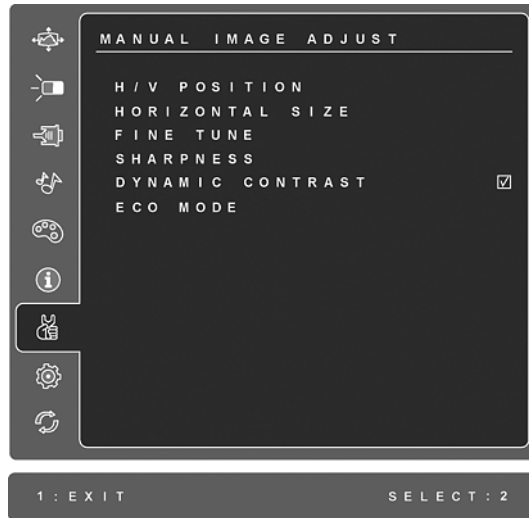 MANUAL IMAGE ADJUST
H/V POSITION
HORIZONTAL SIZE
FINE TUNE
SHARPNESS
DYNAMIC CONTRAST
ECO MODE
1:EXIT SELECT:2